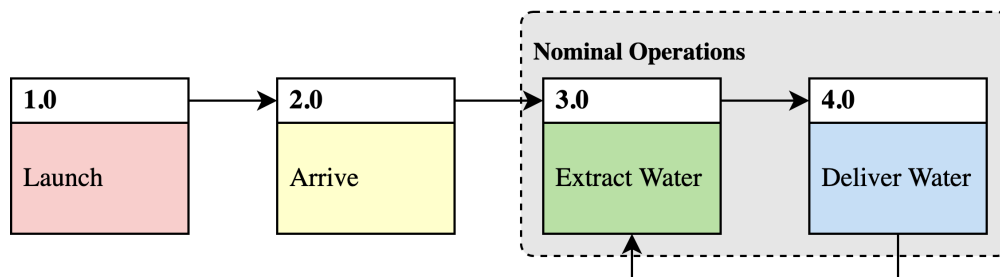 Nominal Operations
1.0
2.0
3.0
4.0
Launch
Arrive
Extract Water
Deliver Water